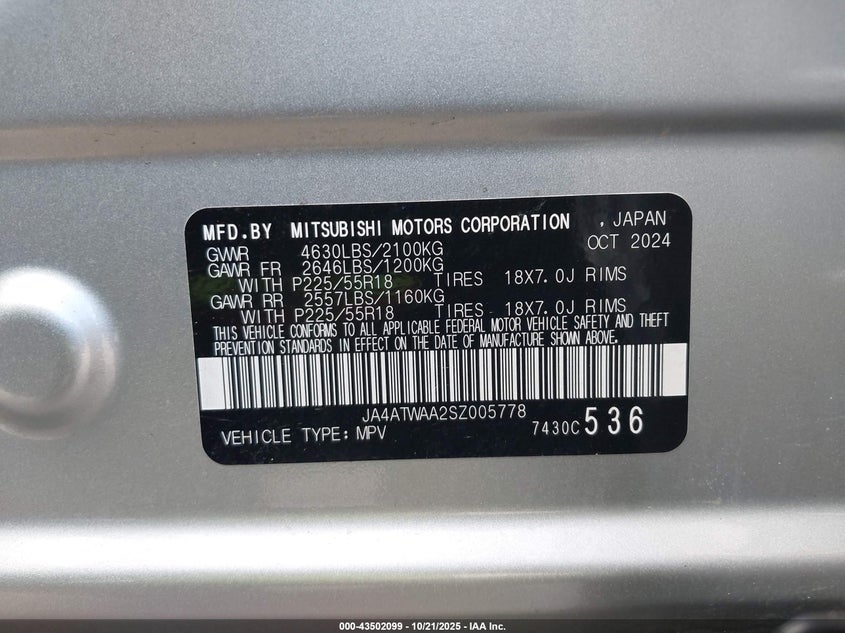 MFD.BY MITSUBISHI MOTORS CORPORATION , JAPAN
GVWR 4630LBS/2100KG OCT 2024
GAWR FR 2646LBS/1200KG
WITH P225/55R18 TIRES 18X7.0J RIMS
GAWR RR 2557LBS/1160KG
WITH P225/55R18 TIRES 18X7.0J RIMS
THIS VEHICLE CONFORMS TO ALL APPLICABLE FEDERAL MOTOR VEHICLE SAFETY AND THEFT
PREVENTION STANDARDS IN EFFECT ON THE DATE OF MANUFACTURE SHOWN ABOVE.
JA4ATWAA2SZ005778
VEHICLE TYPE: MPV 7430C 536
000-43502099 - 10/21/2025 - IAA Inc.